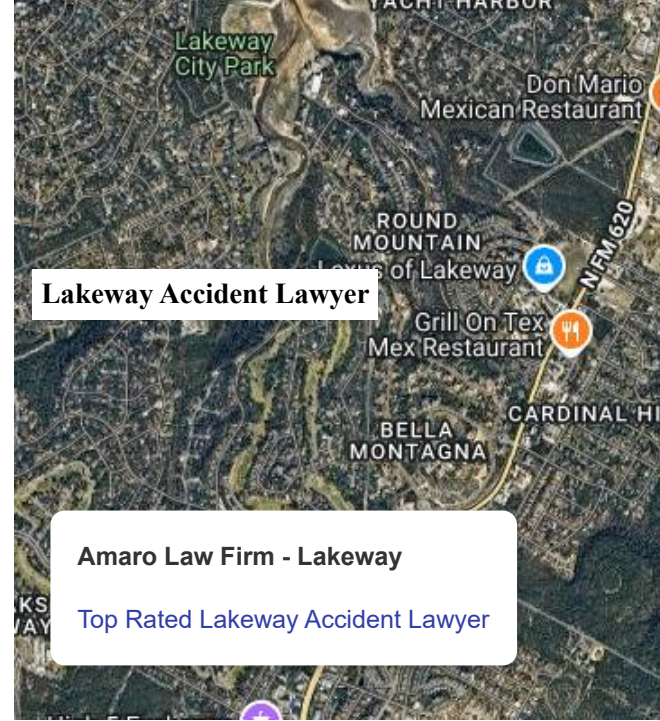 YACHT HARBOR
Lakeway
City Park
Don Mario
Mexican Restaurant
ROUND
MOUNTAIN
N FM 620
of Lakeway
Lakeway Accident Lawyer
Grill On Tex
Mex Restaurant
CARDINAL HI
BELLA
MONTAGNA
Amaro Law Firm - Lakeway
Top Rated Lakeway Accident Lawyer